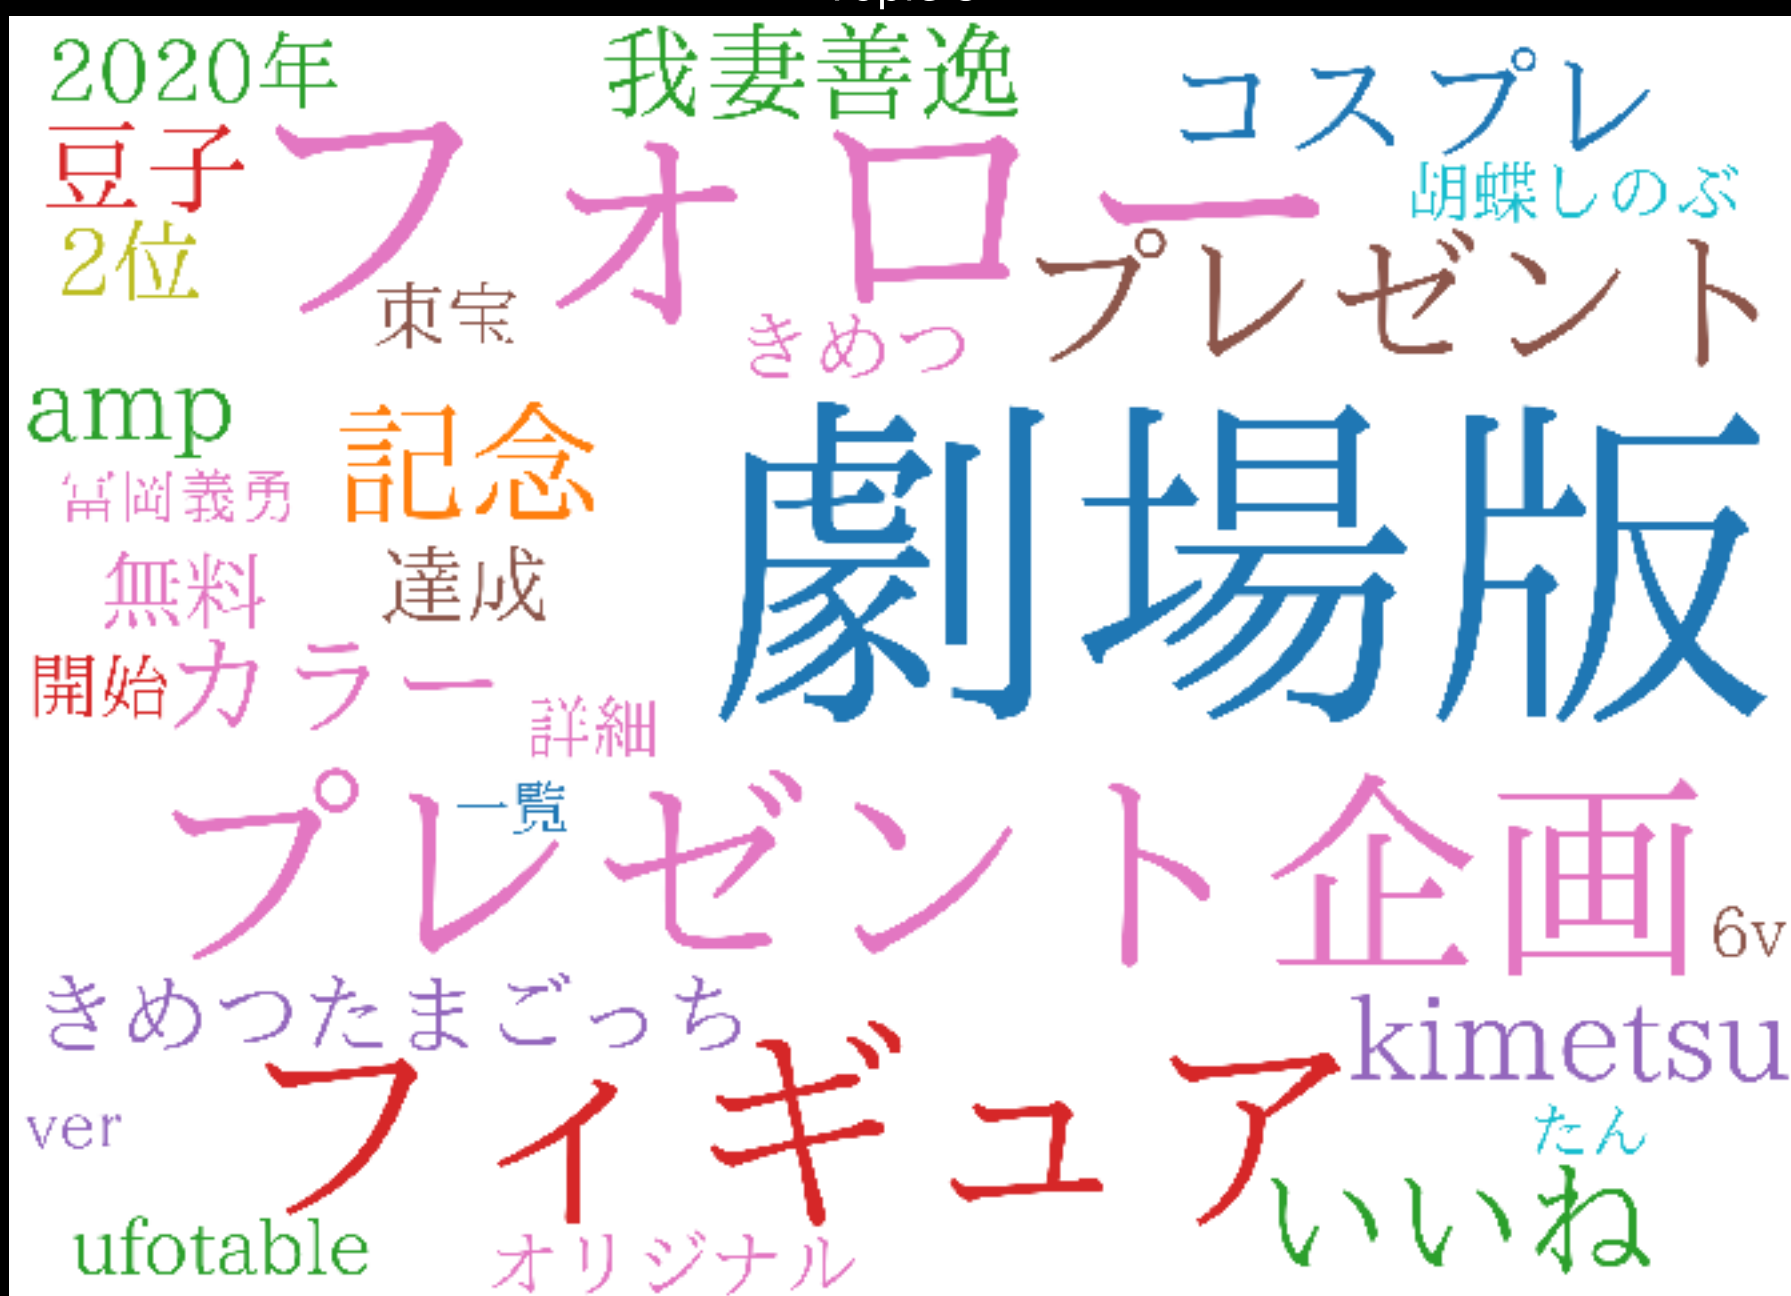 2020年
我妻善逸
コスプレ
豆子
フォロー
胡蝶しのぶ
2位
東宝
きめつ
プレゼント
amp
記念
劇場版
冨岡義勇
無料
達成
開始
カラー
詳細
プレゼント企画
一覧
6v
きめつたまごっち
kimetsu
ver
フィギュア
たん
いいね
ufotable
オリジナル